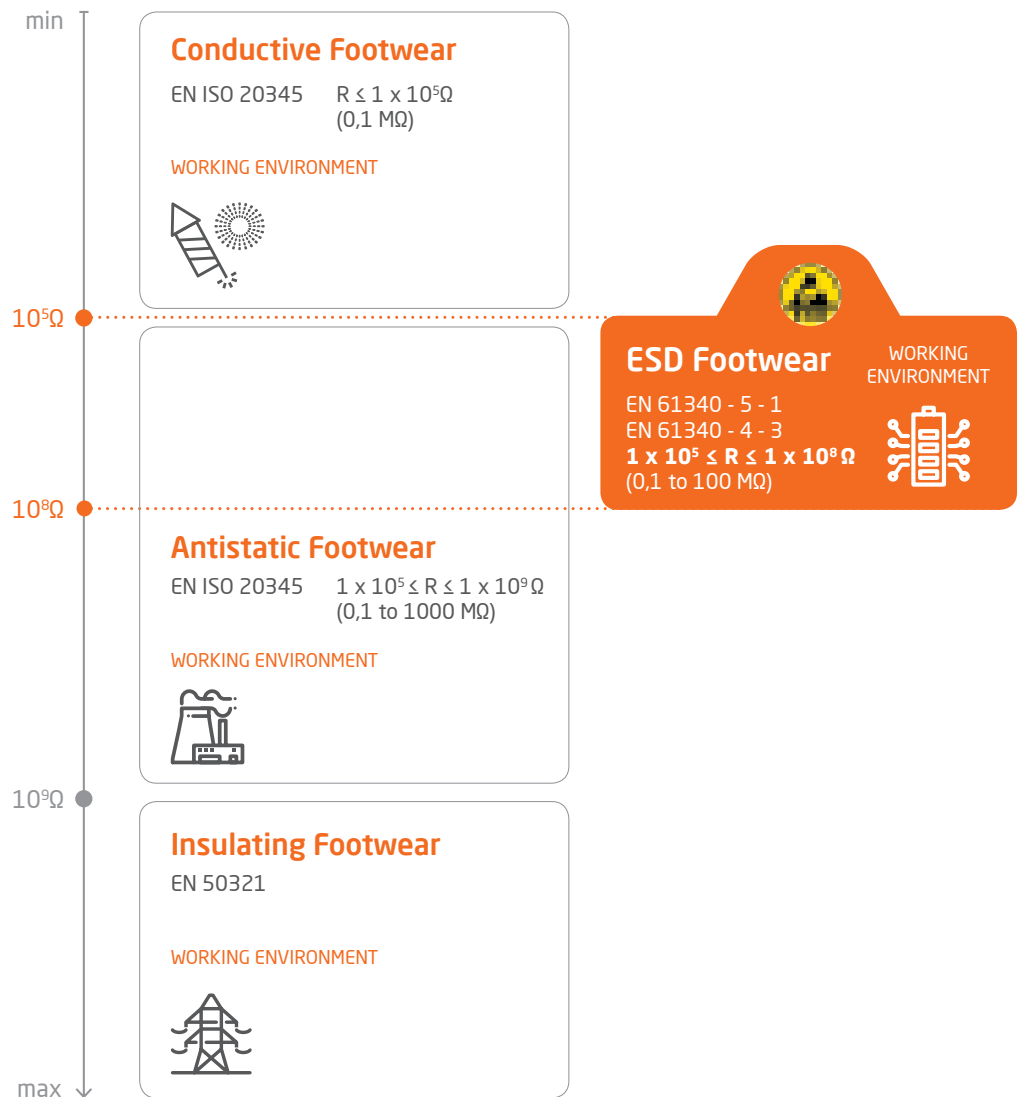 min
Conductive Footwear
EN ISO 20345 R ≤ 1 x 10⁵Ω
(0,1 MΩ)
WORKING ENVIRONMENT
10⁵Ω
ESD Footwear
WORKING
ENVIRONMENT
EN 61340 - 5 - 1
EN 61340 - 4 - 3
1 x 10⁵ ≤ R ≤ 1 x 10⁸ Ω
(0,1 to 100 MΩ)
10⁸Ω
Antistatic Footwear
EN ISO 20345 1 x 10⁵ ≤ R ≤ 1 x 10⁹ Ω
(0,1 to 1000 MΩ)
WORKING ENVIRONMENT
10⁹Ω
Insulating Footwear
EN 50321
WORKING ENVIRONMENT
max